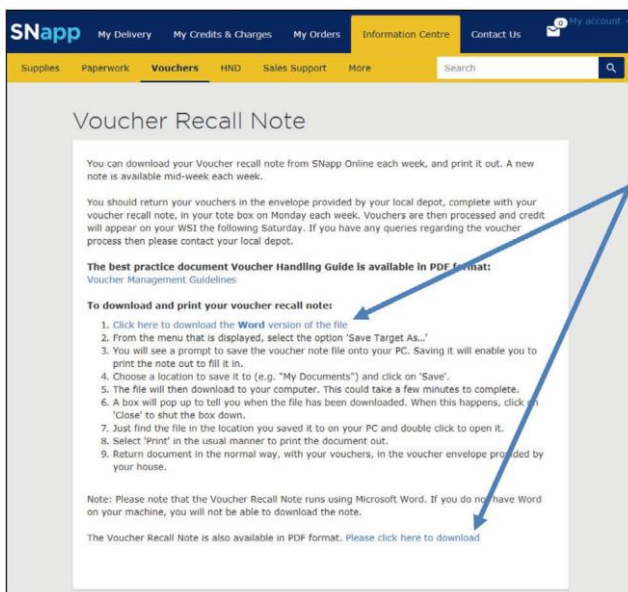 SNapp My Delivery My Credits & Charges My Orders Information Centre Contact Us 0 My account
Supplies Paperwork Vouchers HND Sales Support More Search
Voucher Recall Note
You can download your Voucher recall note from SNapp Online each week, and print it out. A new
note is available mid-week each week.
You should return your vouchers in the envelope provided by your local depot, complete with your
voucher recall note, in your tote box on Monday each week. Vouchers are then processed and credit
will appear on your WSI the following Saturday. If you have any queries regarding the voucher
process then please contact your local depot.
The best practice document Voucher Handling Guide is available in PDF format:
Voucher Management Guidelines
To download and print your voucher recall note:
1. Click here to download the Word version of the file
2. From the menu that is displayed, select the option 'Save Target As...'
3. You will see a prompt to save the voucher note file onto your PC. Saving it will enable you to
print the note out to fill it in.
4. Choose a location to save it to (e.g. "My Documents") and click on 'Save'.
5. The file will then download to your computer. This could take a few minutes to complete.
6. A box will pop up to tell you when the file has been downloaded. When this happens, click on
'Close' to shut the box down.
7. Just find the file in the location you saved it to on your PC and double click to open it.
8. Select 'Print' in the usual manner to print the document out.
9. Return document in the normal way, with your vouchers, in the voucher envelope provided by
your house.
Note: Please note that the Voucher Recall Note runs using Microsoft Word. If you do not have Word
on your machine, you will not be able to download the note.
The Voucher Recall Note is also available in PDF format. Please click here to download